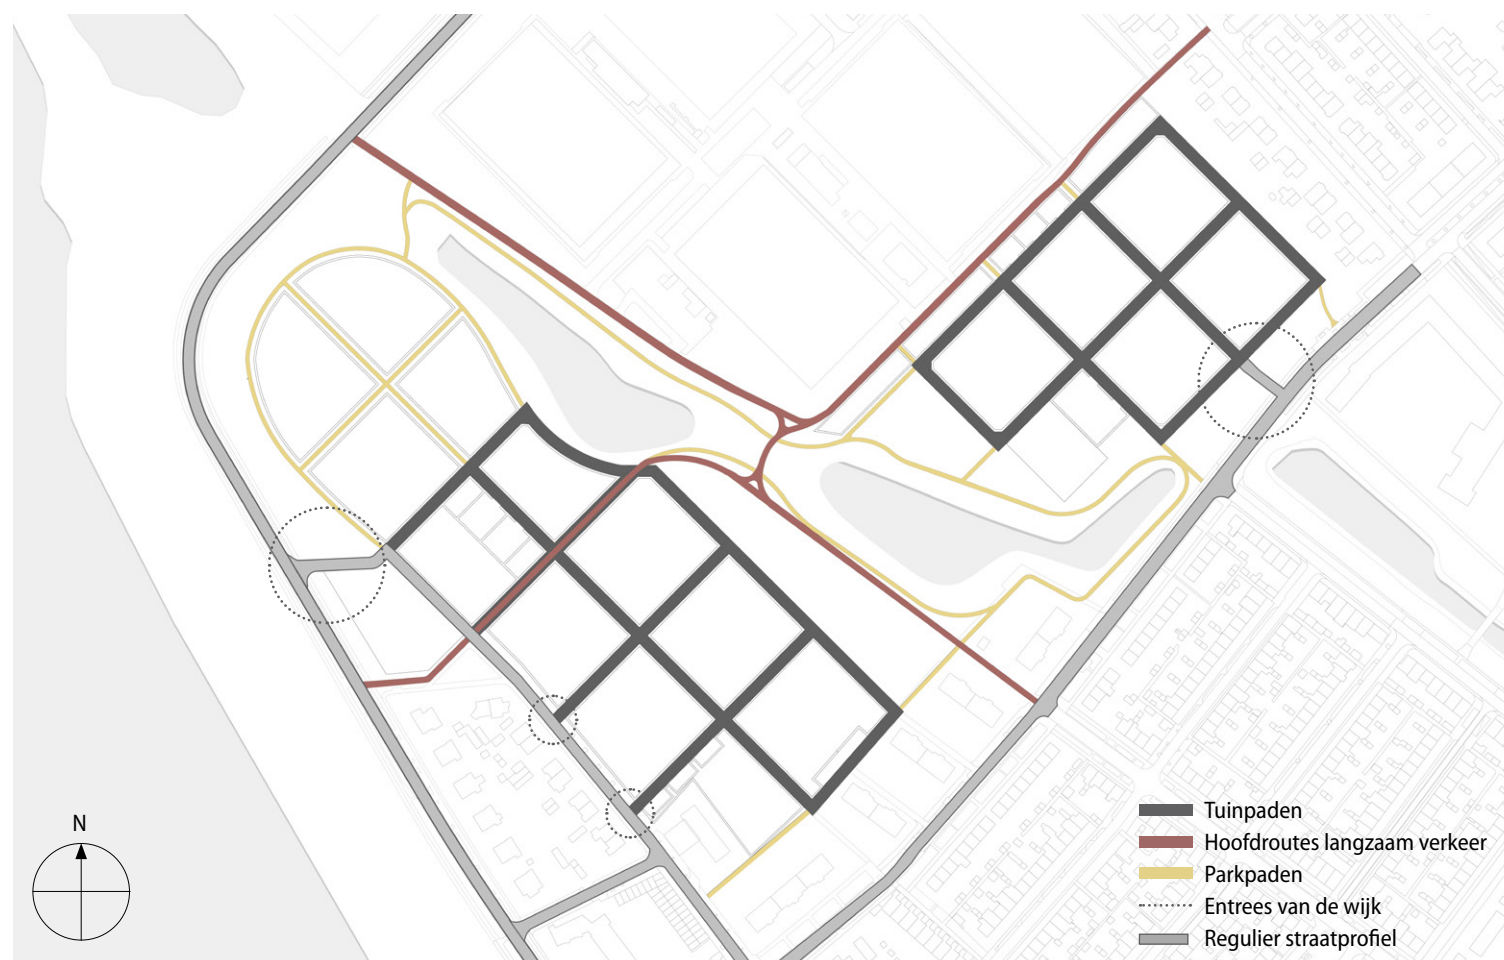 N
Tuinpaden
Hoofdroutes langzaam verkeer
Parkpaden
Entrees van de wijk
Regulier straatprofiel